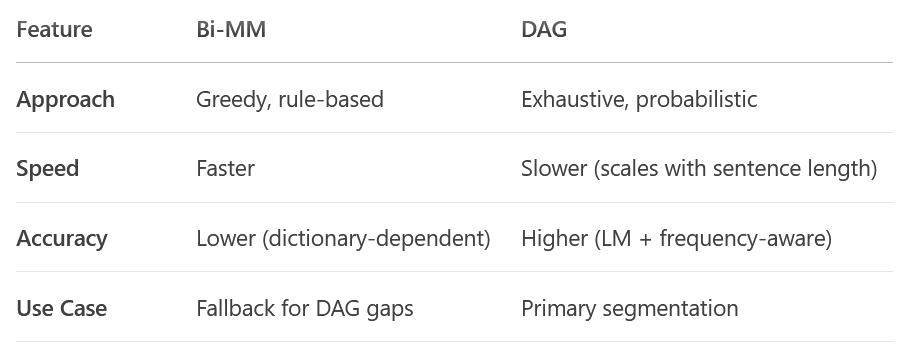 Feature Bi-MM DAG
Approach Greedy, rule-based Exhaustive, probabilistic
Speed Faster Slower (scales with sentence length)
Accuracy Lower (dictionary-dependent) Higher (LM + frequency-aware)
Use Case Fallback for DAG gaps Primary segmentation